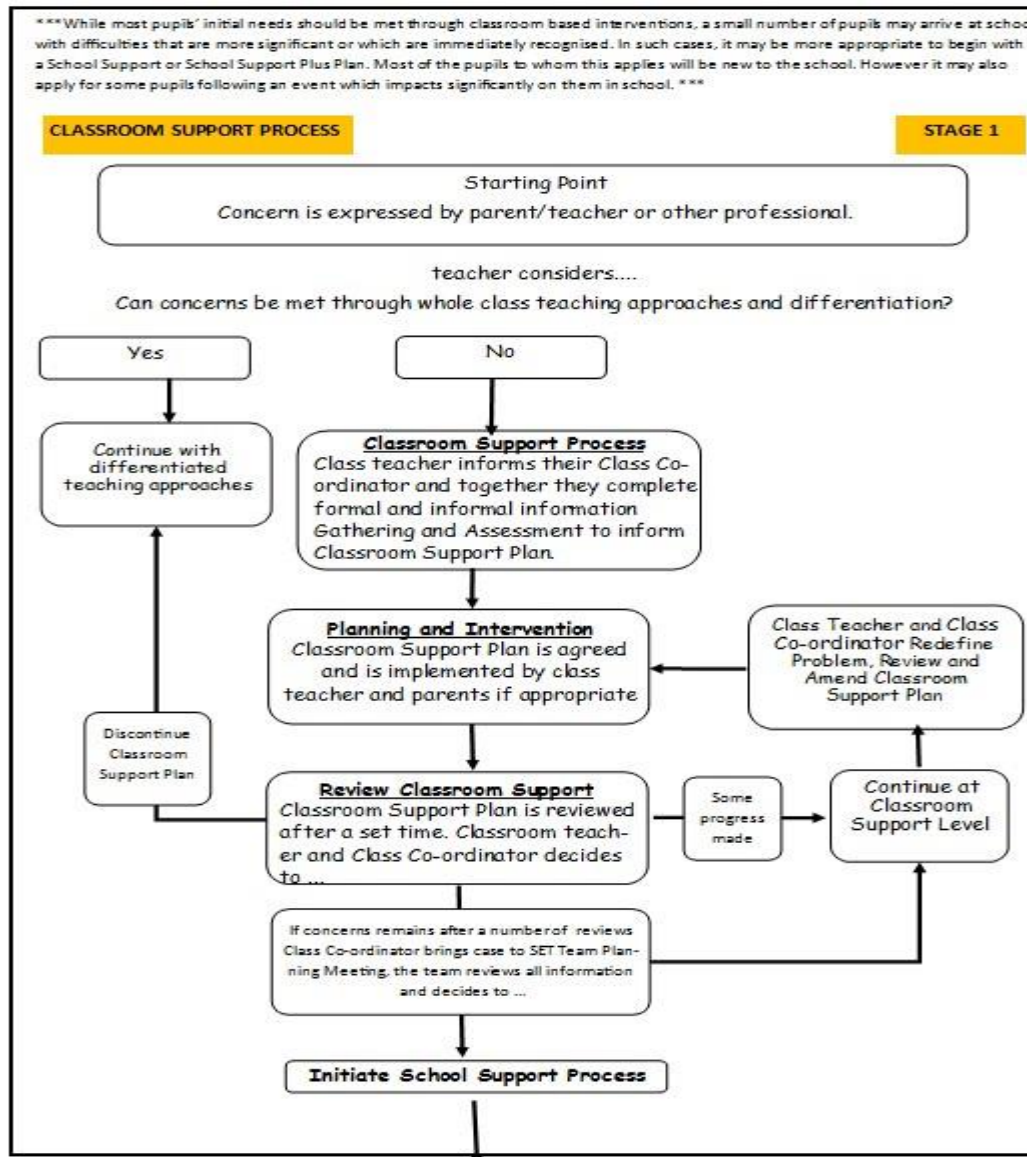 ***While most pupils' initial needs should be met through classroom based interventions, a small number of pupils may arrive at schoo
with difficulties that are more significant or which are immediately recognised. In such cases, it may be more appropriate to begin with
a School Support or School Support Plus Plan. Most of the pupils to whom this applies will be new to the school. However it may also
apply for some pupils following an event which impacts significantly on them in school. ***
CLASSROOM SUPPORT PROCESS
STAGE 1
Starting Point
Concern is expressed by parent/teacher or other professional.
teacher considers....
Can concerns be met through whole class teaching approaches and differentiation?
Yes
No
Continue with
differentiated
teaching approaches
Classroom Support Process
Class teacher informs their Class Co-
ordinator and together they complete
formal and informal information
Gathering and Assessment to inform
Classroom Support Plan.
Planning and Intervention
Classroom Support Plan is agreed
and is implemented by class
teacher and parents if appropriate
Class Teacher and Class
Co-ordinator Redefine
Problem, Review and
Amend Classroom
Support Plan
Discontinue
Classroom
Support Plan
Review Classroom Support
Classroom Support Plan is reviewed
after a set time. Classroom teach-
er and Class Co-ordinator decides
to ...
Some
progress
made
Continue at
Classroom
Support Level
If concerns remains after a number of reviews
Class Co-ordinator brings case to SET Team Plan-
ning Meeting, the team reviews all information
and decides to ...
Initiate School Support Process